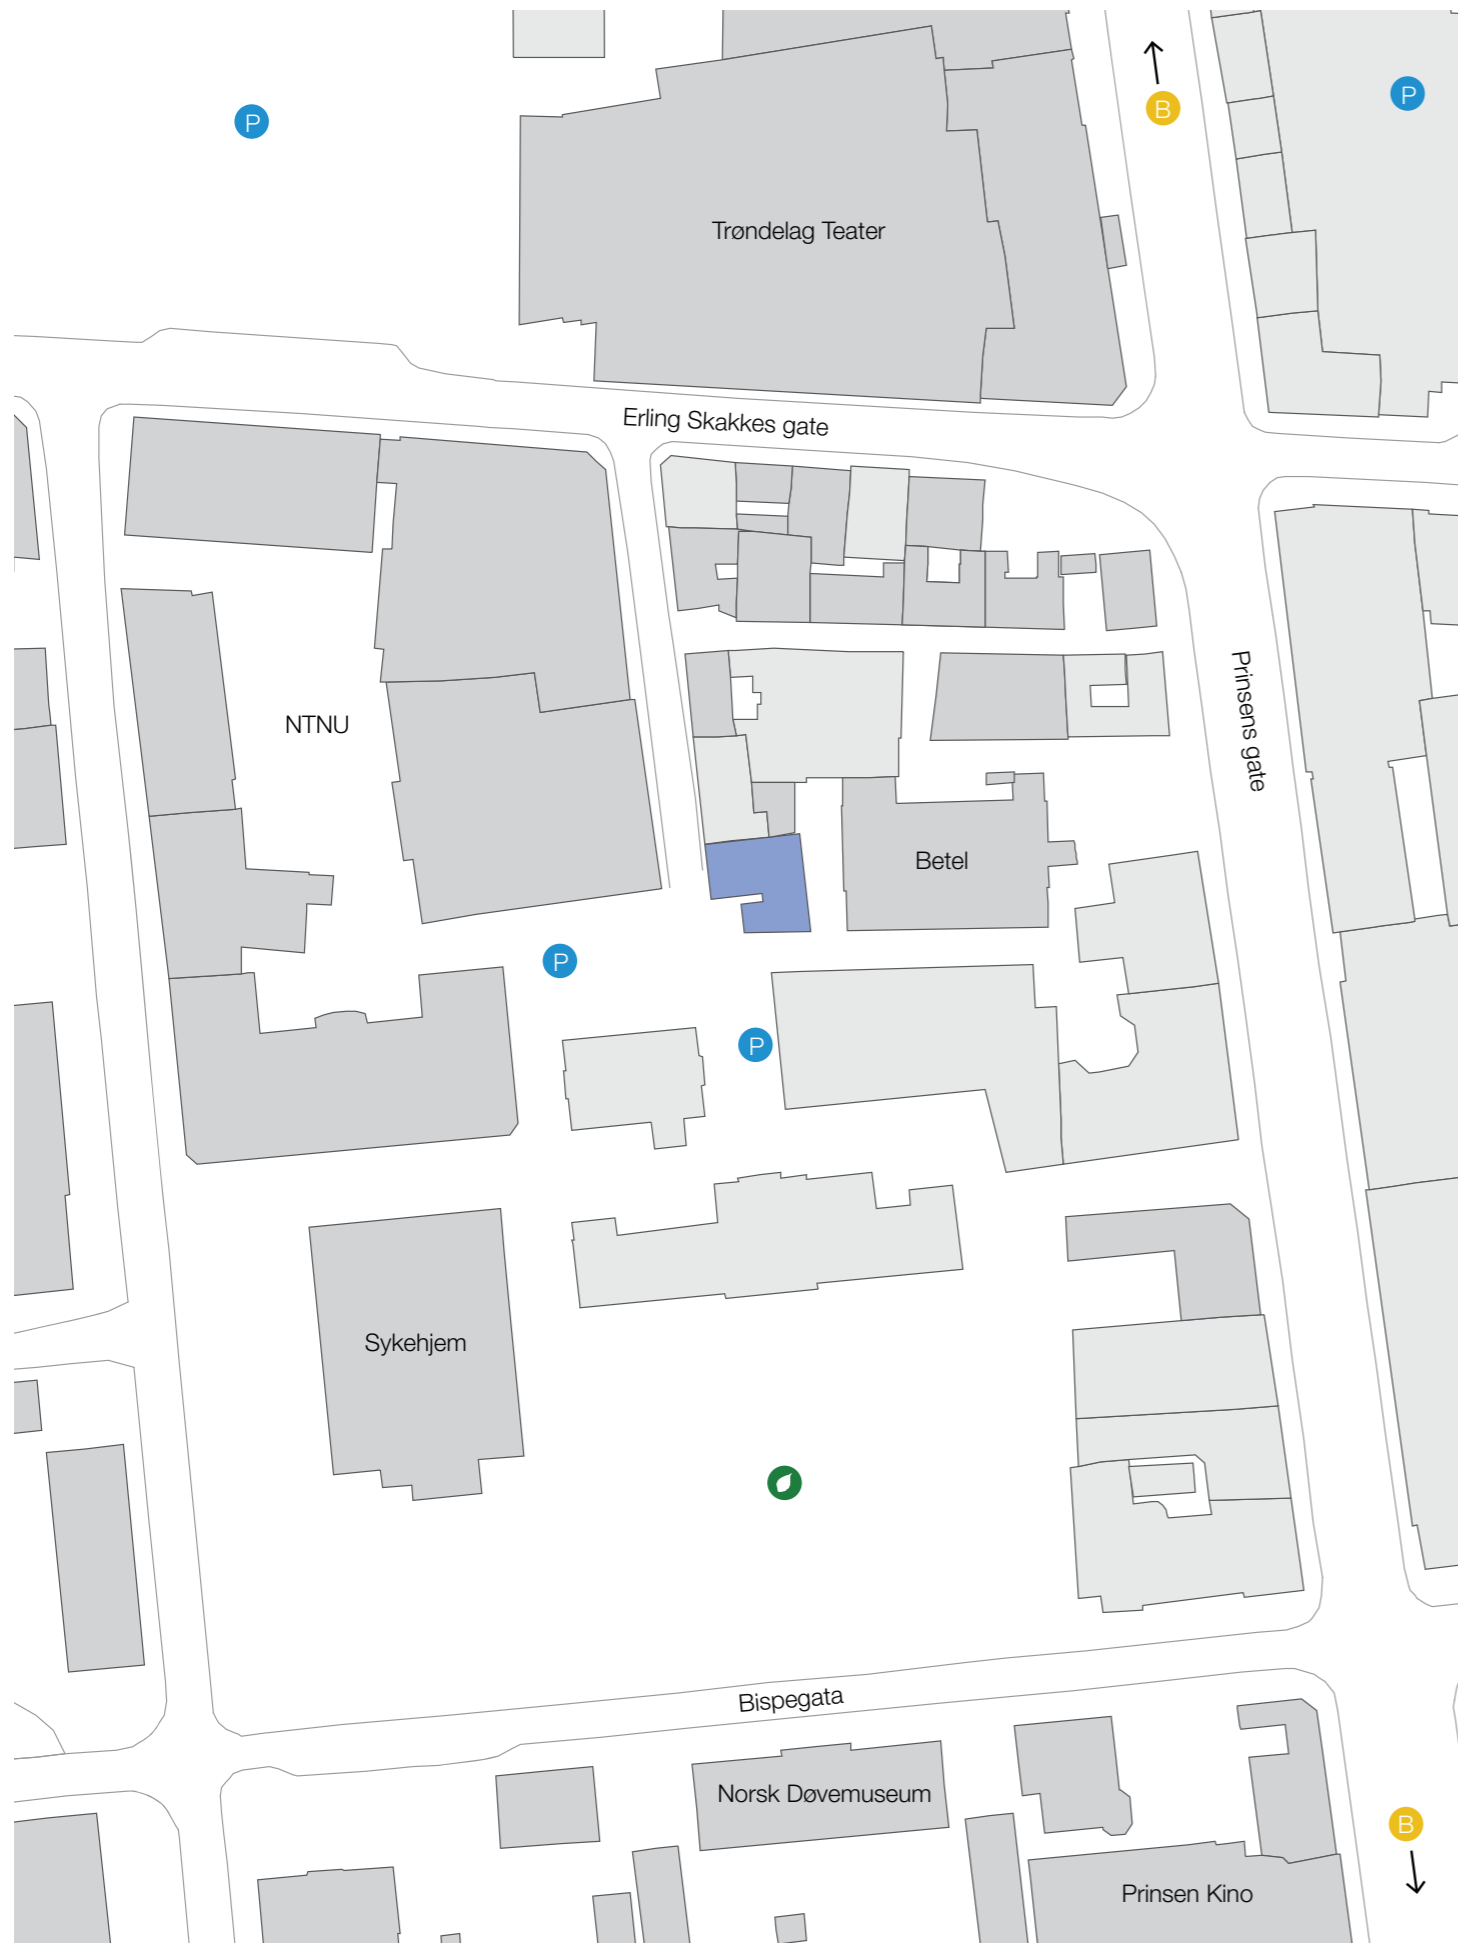 B
P
P
Trøndelag Teater
Erling Skakkes gate
Prinsens gate
NTNU
Betel
P
P
Sykehjem
Bispegata
Norsk Døvemuseum
B
Prinsen Kino